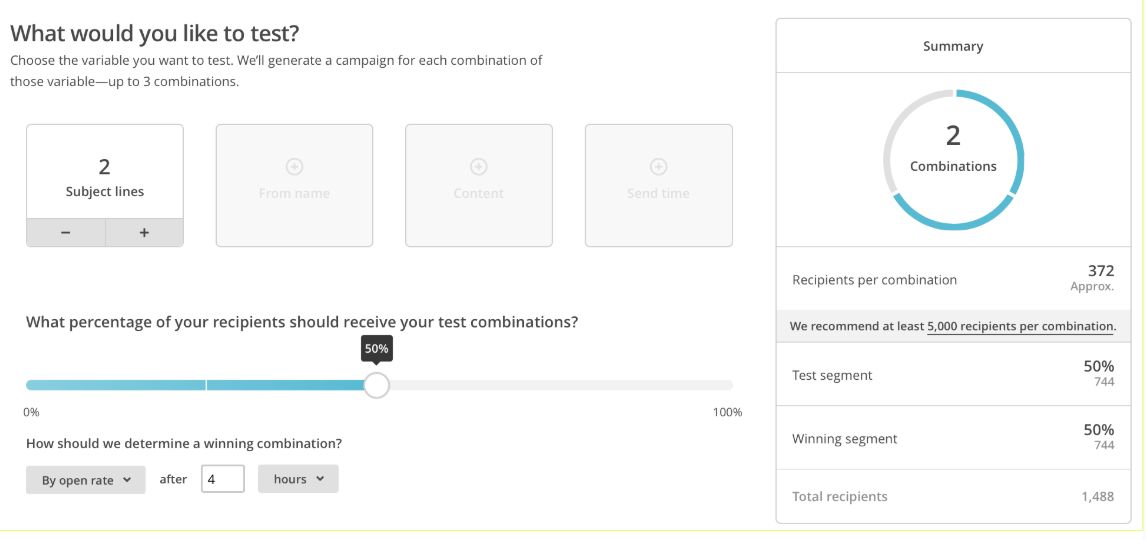 What would you like to test?
Choose the variable you want to test. We'll generate a campaign for each combination of
those variable—up to 3 combinations.
2
Subject lines
−
+
From name
Content
Send time
What percentage of your recipients should receive your test combinations?
50%
0%
100%
How should we determine a winning combination?
By open rate
after
4
hours
Summary
2
Combinations
Recipients per combination
372
Approx.
We recommend at least 5,000 recipients per combination.
Test segment
50%
744
Winning segment
50%
744
Total recipients
1,488